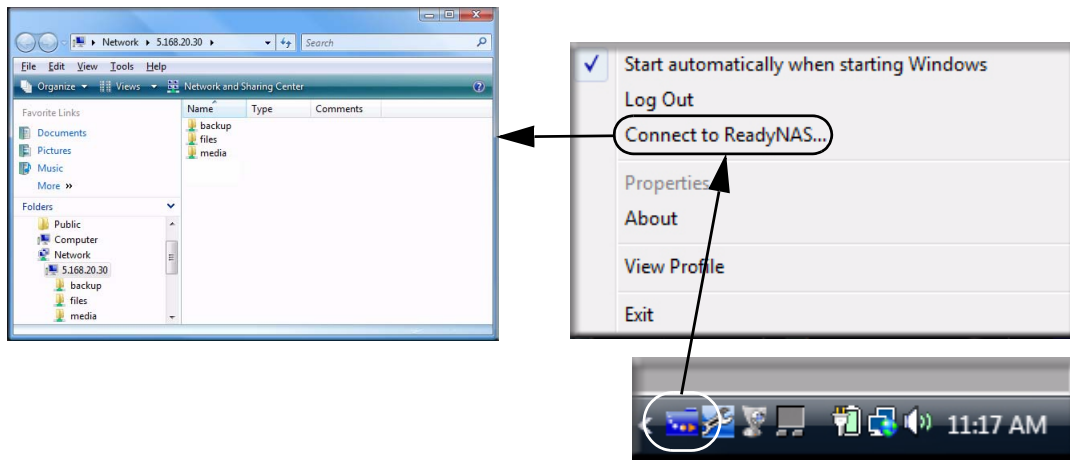 Network ▸ 5.168.20.30 ▸
Search
File Edit View Tools Help
Organize Views Network and Sharing Center
Favorite Links
Documents
Pictures
Music
More »
Folders
Public
Computer
Network
5.168.20.30
backup
files
media
Name Type Comments
backup
files
media
Start automatically when starting Windows
Log Out
Connect to ReadyNAS...
Properties
About
View Profile
Exit
11:17 AM